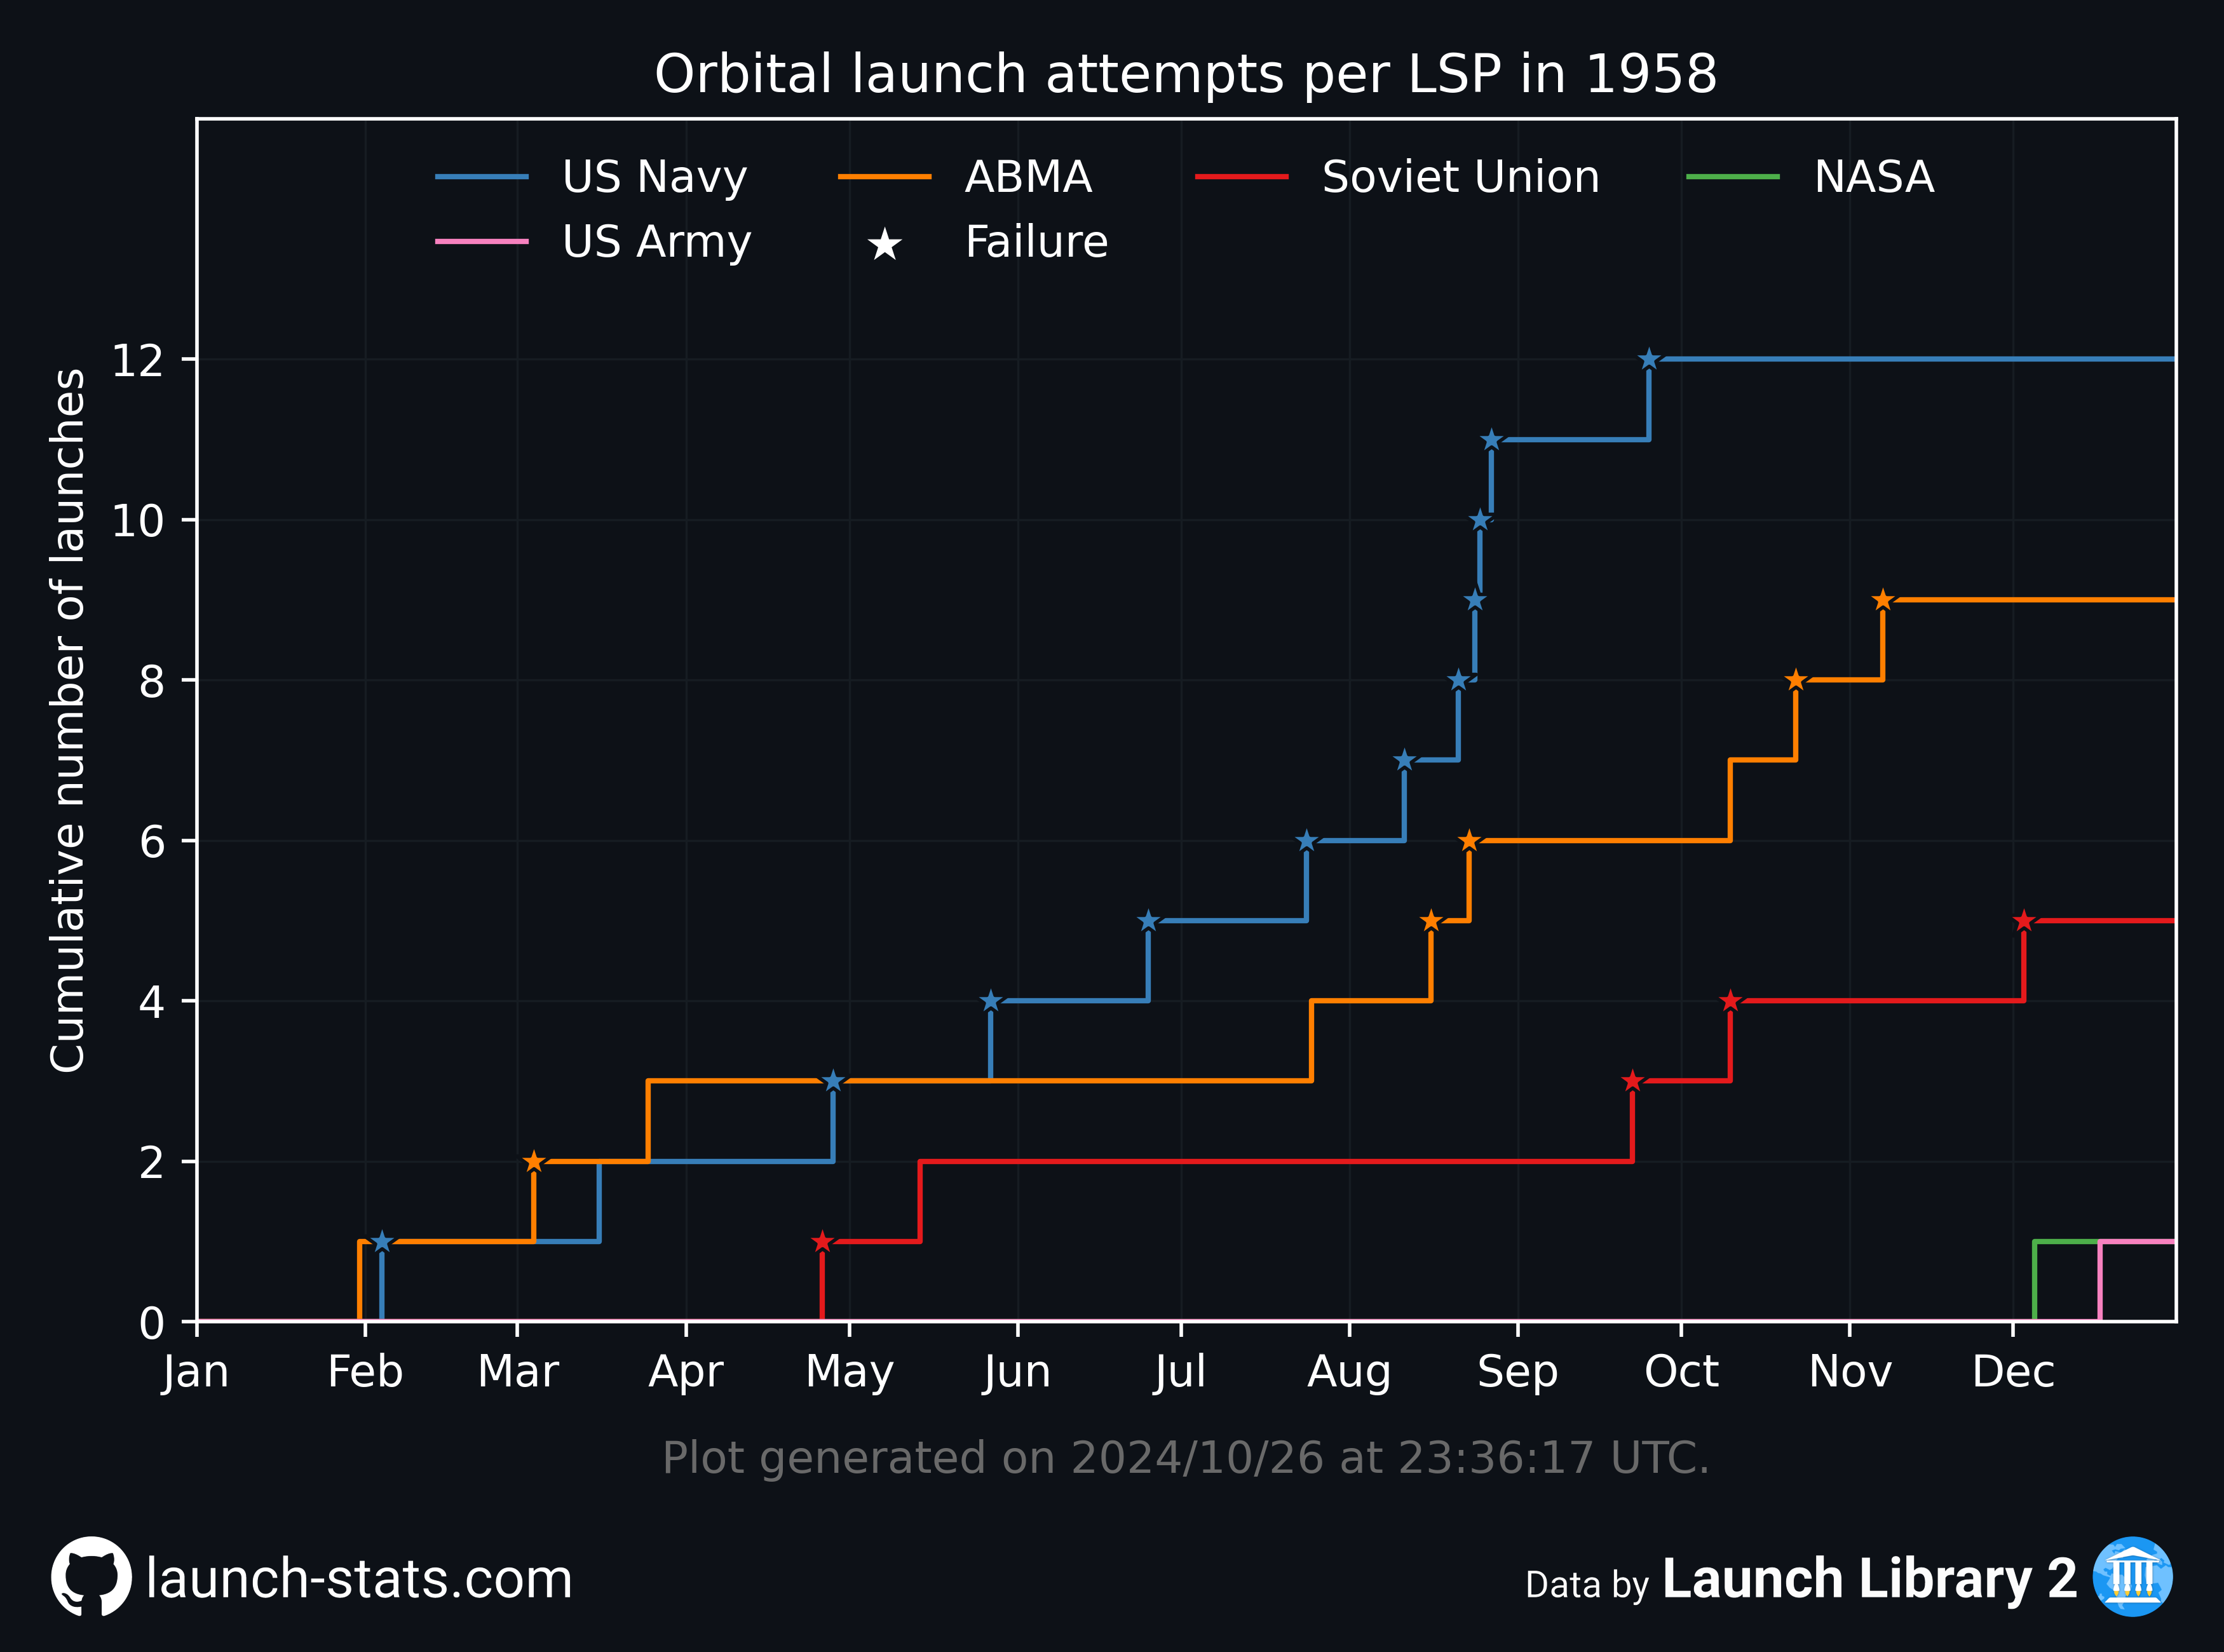 Orbital launch attempts per LSP in 1958
US Navy ABMA Soviet Union NASA
US Army Failure
Cumulative number of launches
12
10
8
6
4
2
0
Jan Feb Mar Apr May Jun Jul Aug Sep Oct Nov Dec
Plot generated on 2024/10/26 at 23:36:17 UTC.
launch-stats.com
Data by Launch Library 2